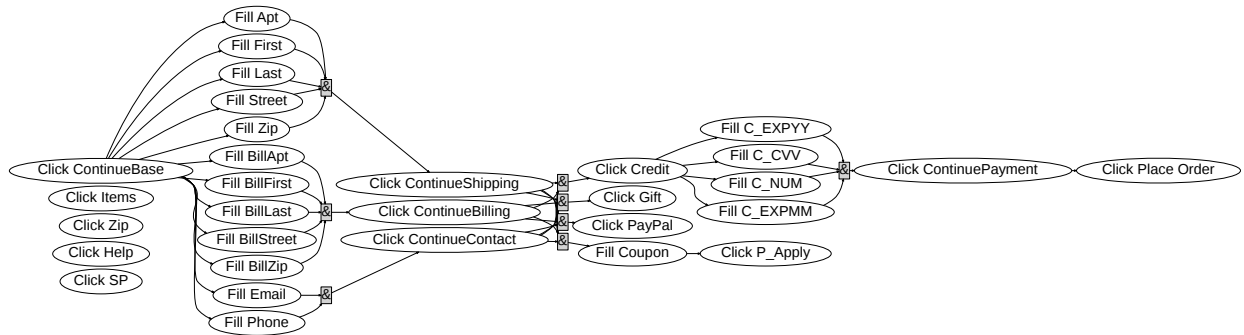 Fill Apt
Fill First
Fill Last
&
Fill Street
Fill Zip
Fill C_EXPYY
Fill BillApt
Fill C_CVV
Click ContinueBase
Click Credit
&
Click ContinuePayment
Click Place Order
Fill BillFirst
Click ContinueShipping
&
Fill C_NUM
Click Items
Click Gift
&
Fill BillLast
&
Click ContinueBilling
Fill C_EXPMM
Click Zip
Click PayPal
&
Fill BillStreet
Click ContinueContact
&
Click Help
Fill Coupon
Click P_Apply
Fill BillZip
Click SP
Fill Email
&
Fill Phone